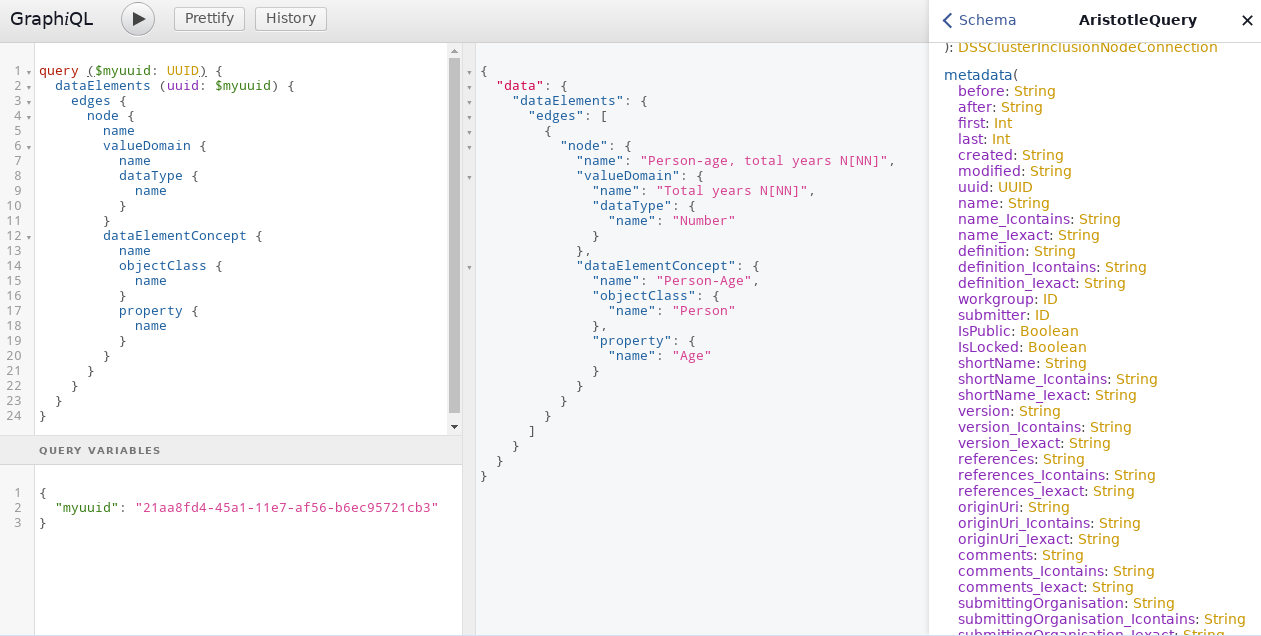 GraphiQL
Prettify
History
1 query ($myuuid: UUID) {
2 dataElements (uuid: $myuuid) {
3 edges {
4 node {
5 name
6 valueDomain {
7 name
8 dataType {
9 name
10 }
11 }
12 dataElementConcept {
13 name
14 objectClass {
15 name
16 }
17 property {
18 name
19 }
20 }
21 }
22 }
23 }
24 }
QUERY VARIABLES
1 {
2 "myuuid": "21aa8fd4-45a1-11e7-af56-b6ec95721cb3"
3 }
{
"data": {
"dataElements": {
"edges": [
{
"node": {
"name": "Person-age, total years N[NN]",
"valueDomain": {
"name": "Total years N[NN]",
"dataType": {
"name": "Number"
}
},
"dataElementConcept": {
"name": "Person-Age",
"objectClass": {
"name": "Person"
},
"property": {
"name": "Age"
}
}
}
}
]
}
}
}
Schema
AristotleQuery
): DSSClusterInclusionNodeConnection
metadata(
before: String
after: String
first: Int
last: Int
created: String
modified: String
uuid: UUID
name: String
name_Icontains: String
name_Iexact: String
definition: String
definition_Icontains: String
definition_Iexact: String
workgroup: ID
submitter: ID
IsPublic: Boolean
IsLocked: Boolean
shortName: String
shortName_Icontains: String
shortName_Iexact: String
version: String
version_Icontains: String
version_Iexact: String
references: String
references_Icontains: String
references_Iexact: String
originUri: String
originUri_Icontains: String
originUri_Iexact: String
comments: String
comments_Icontains: String
comments_Iexact: String
submittingOrganisation: String
submittingOrganisation_Icontains: String
submittingOrganisation_Iexact: String